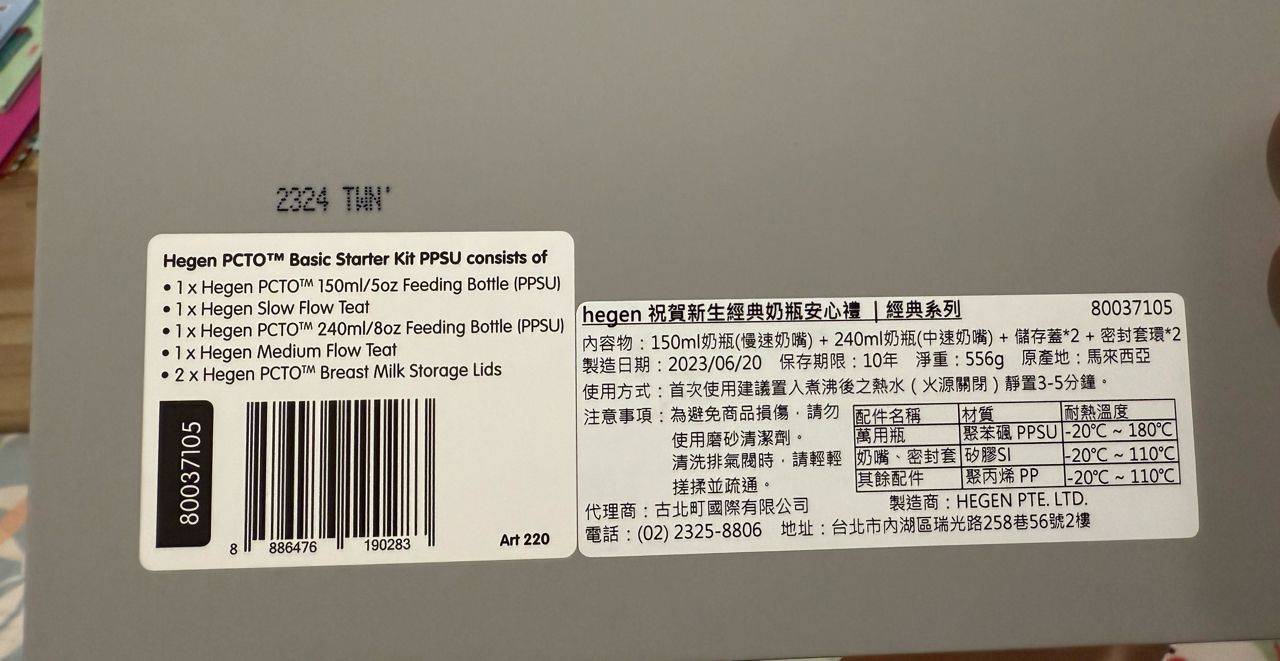 2324 TWN
Hegen PCTO™ Basic Starter Kit PPSU consists of
• 1 x Hegen PCTO™ 150ml/5oz Feeding Bottle (PPSU)
• 1 x Hegen Slow Flow Teat
• 1 x Hegen PCTO™ 240ml/8oz Feeding Bottle (PPSU)
• 1 x Hegen Medium Flow Teat
• 2 x Hegen PCTO™ Breast Milk Storage Lids
80037105
8 886476 190283
Art 220
hegen 祝賀新生經典奶瓶安心禮 | 經典系列 80037105
內容物：150ml奶瓶(慢速奶嘴) + 240ml奶瓶(中速奶嘴) + 儲存蓋*2 + 密封套環*2
製造日期：2023/06/20 保存期限：10年 淨重：556g 原產地：馬來西亞
使用方式：首次使用建議置入煮沸後之熱水（火源關閉）靜置3-5分鐘。
注意事項：為避免商品損傷，請勿
使用磨砂清潔劑。
清洗排氣閥時，請輕輕
搓揉並疏通。
配件名稱 材質 耐熱溫度
萬用瓶 聚苯碸 PPSU -20℃ ~ 180℃
奶嘴、密封套 矽膠SI -20℃ ~ 110℃
其餘配件 聚丙烯 PP -20℃ ~ 110℃
代理商：古北町國際有限公司 製造商：HEGEN PTE. LTD.
電話：(02) 2325-8806 地址：台北市內湖區瑞光路258巷56號2樓